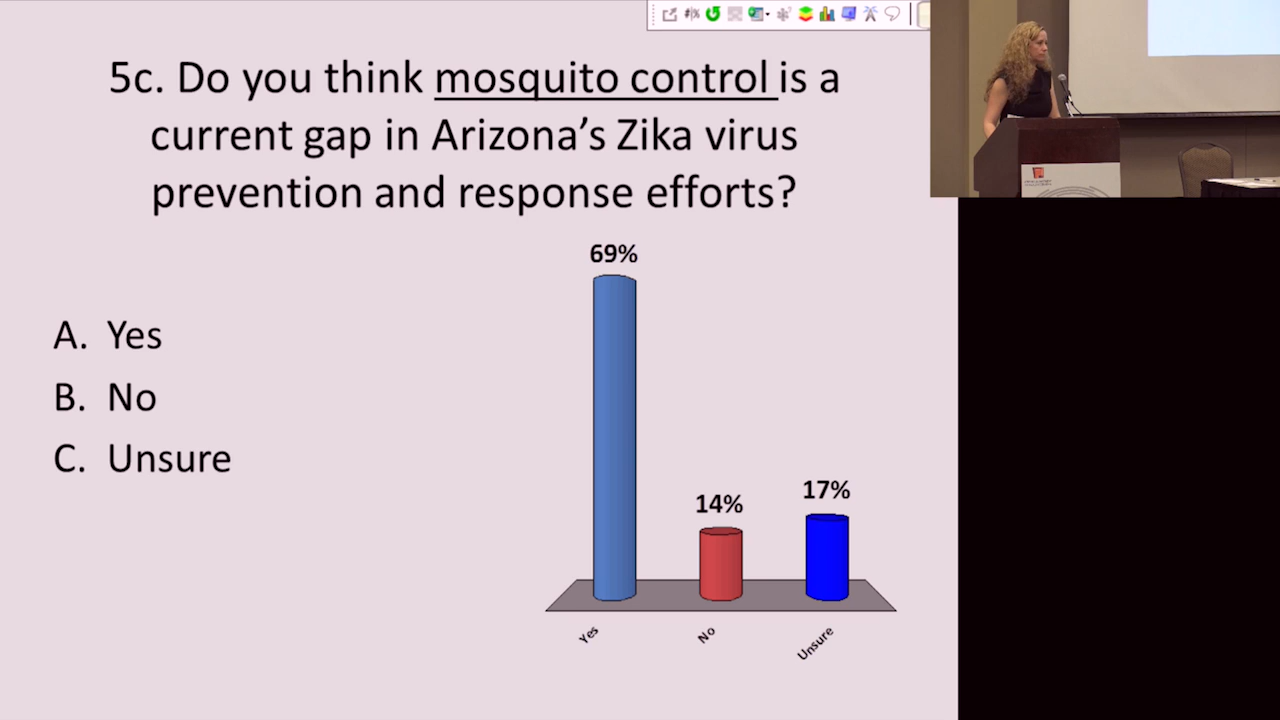 5c. Do you think mosquito control is a
current gap in Arizona's Zika virus
prevention and response efforts?
A. Yes
B. No
C. Unsure
69%
14%
17%
Yes
No
Unsure